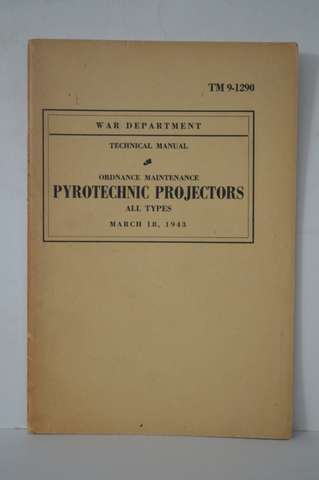 TM 9-1290
WAR DEPARTMENT
TECHNICAL MANUAL
ORDNANCE MAINTENANCE
PYROTECHNIC PROJECTORS
ALL TYPES
MARCH 18, 1943